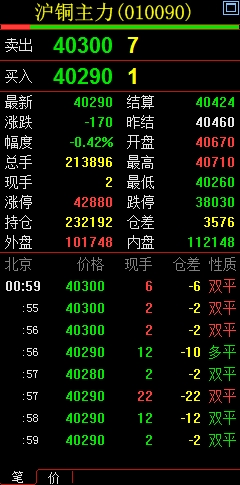 沪铜主力(010090)
卖出 40300 7
买入 40290 1
最新 40290 结算 40424
涨跌 -170 昨结 40460
幅度 -0.42% 开盘 40670
总手 213896 最高 40710
现手 2 最低 40260
涨停 42880 跌停 38030
持仓 232192 仓差 3576
外盘 101748 内盘 112148
北京 价格 现手 仓差 性质
00:59 40300 6 -6 双平
:55 40300 2 -2 双平
:56 40300 2 -2 双平
:56 40290 12 -10 多平
:57 40280 2 -2 双平
:57 40290 22 -22 双平
:58 40290 12 -12 双平
:59 40290 2 -2 双平
笔 价